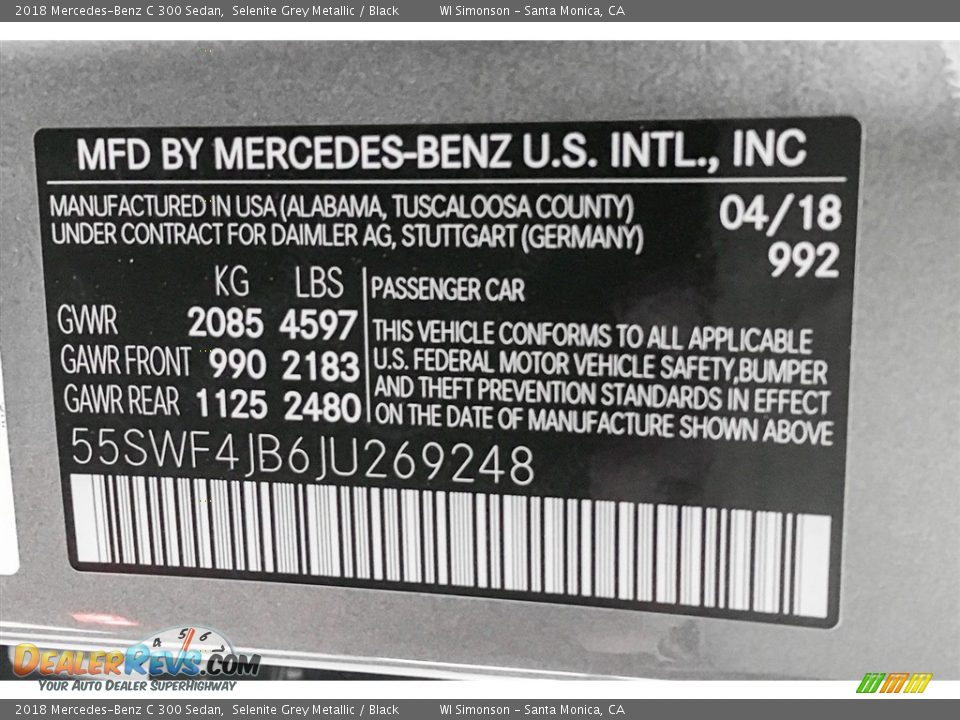 2018 Mercedes-Benz C 300 Sedan, Selenite Grey Metallic / Black WI Simonson - Santa Monica, CA
MFD BY MERCEDES-BENZ U.S. INTL., INC
MANUFACTURED IN USA (ALABAMA, TUSCALOOSA COUNTY) 04/18
UNDER CONTRACT FOR DAIMLER AG, STUTTGART (GERMANY) 992
KG LBS
GVWR 2085 4597
GAWR FRONT 990 2183
GAWR REAR 1125 2480
PASSENGER CAR
THIS VEHICLE CONFORMS TO ALL APPLICABLE
U.S. FEDERAL MOTOR VEHICLE SAFETY, BUMPER
AND THEFT PREVENTION STANDARDS IN EFFECT
ON THE DATE OF MANUFACTURE SHOWN ABOVE
55SWF4JB6JU269248
4 5 6
DealerRevs.com
Your Auto Dealer SuperHighway
2018 Mercedes-Benz C 300 Sedan, Selenite Grey Metallic / Black WI Simonson - Santa Monica, CA